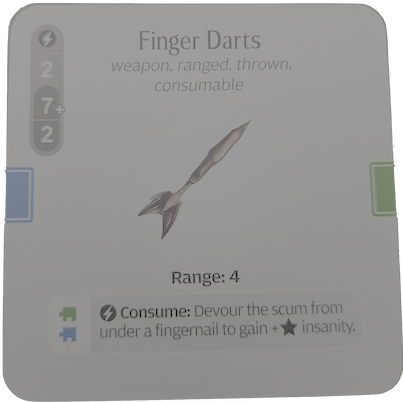 Finger Darts
weapon, ranged, thrown,
consumable
2
7+
2
Range: 4
Consume: Devour the scum from
under a fingernail to gain +★ insanity.